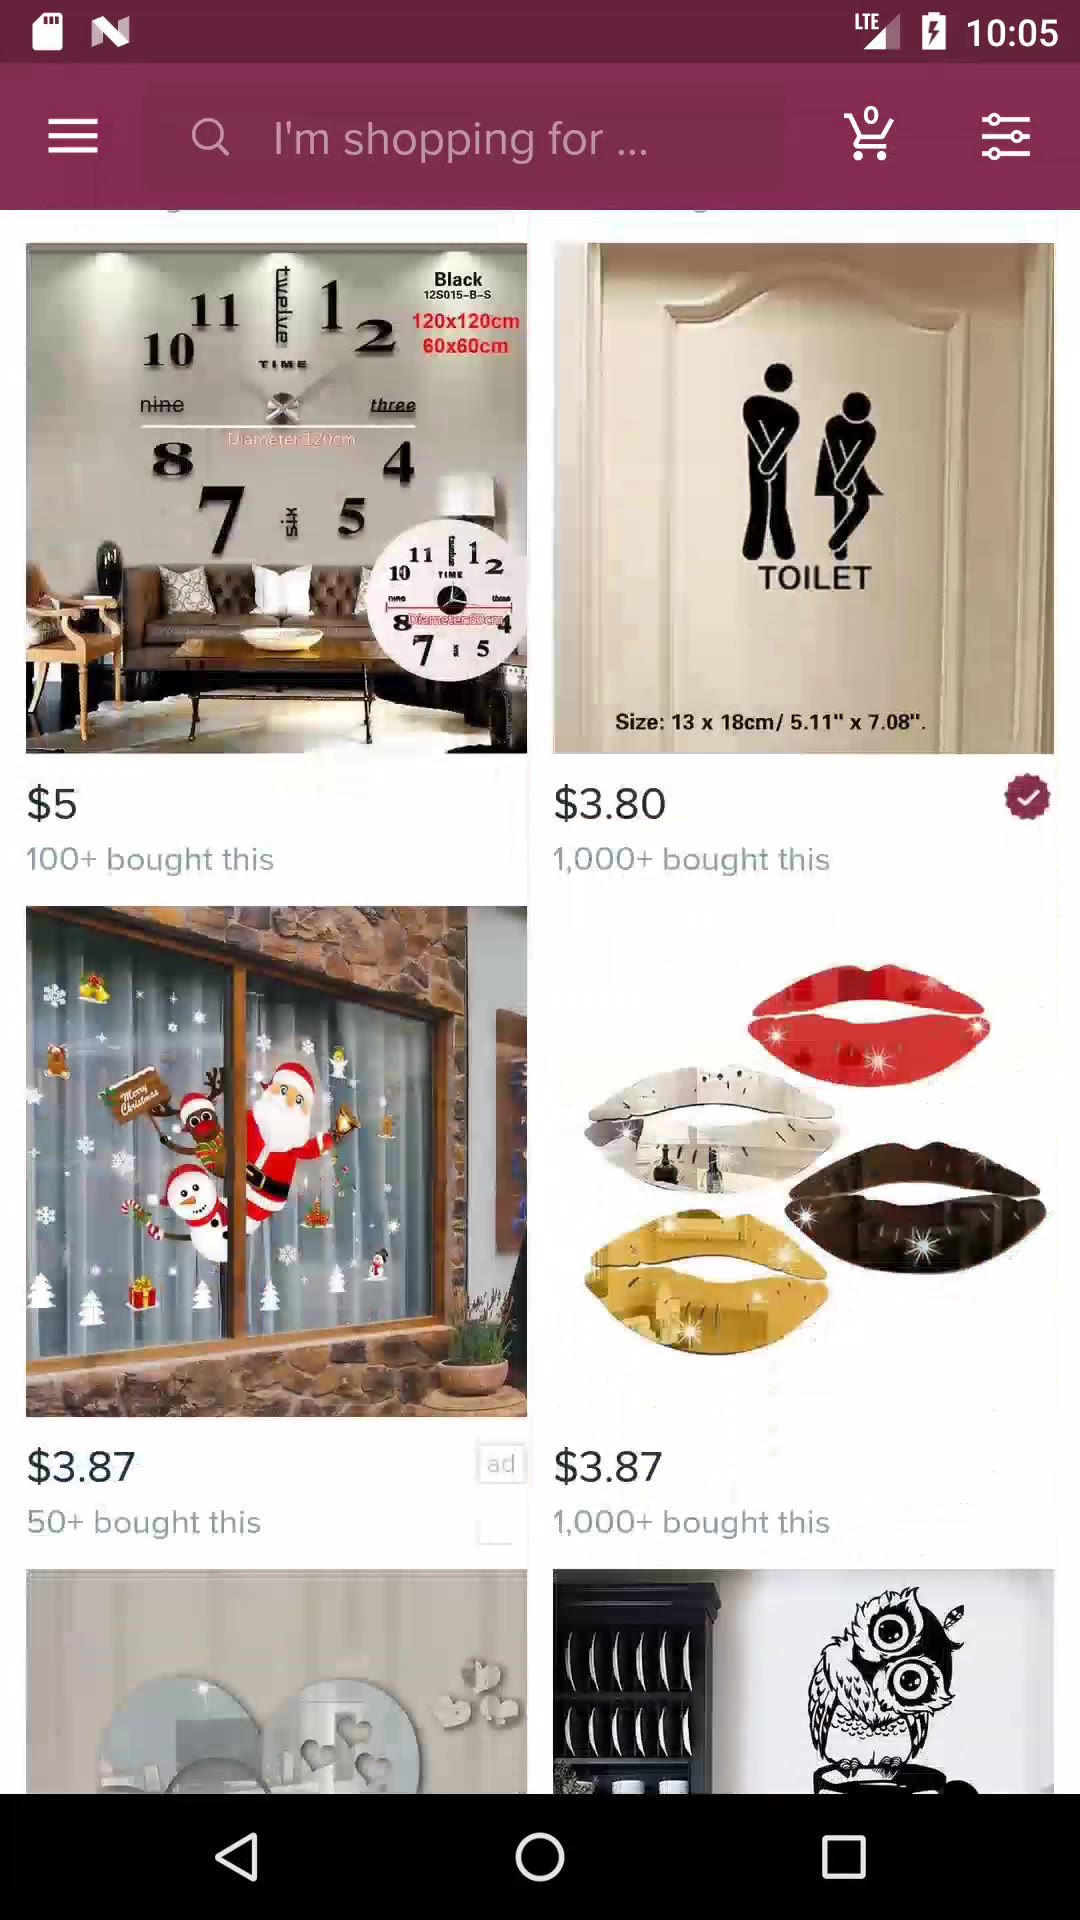 LTE 10:05
I'm shopping for ...
0
Black
12S015-B-S
120x120cm
60x60cm
twelve
11 1
10 2
TIME
nine three
Diameter:120cm
8 4
7 six 5
twelve
11 1
10 2
TIME
nine three
Diameter:60cm
8 4
7 six 5
TOILET
Size: 13 x 18cm/ 5.11" x 7.08".
$5
100+ bought this
$3.80
1,000+ bought this
Merry
Christmas
$3.87
ad
50+ bought this
$3.87
1,000+ bought this